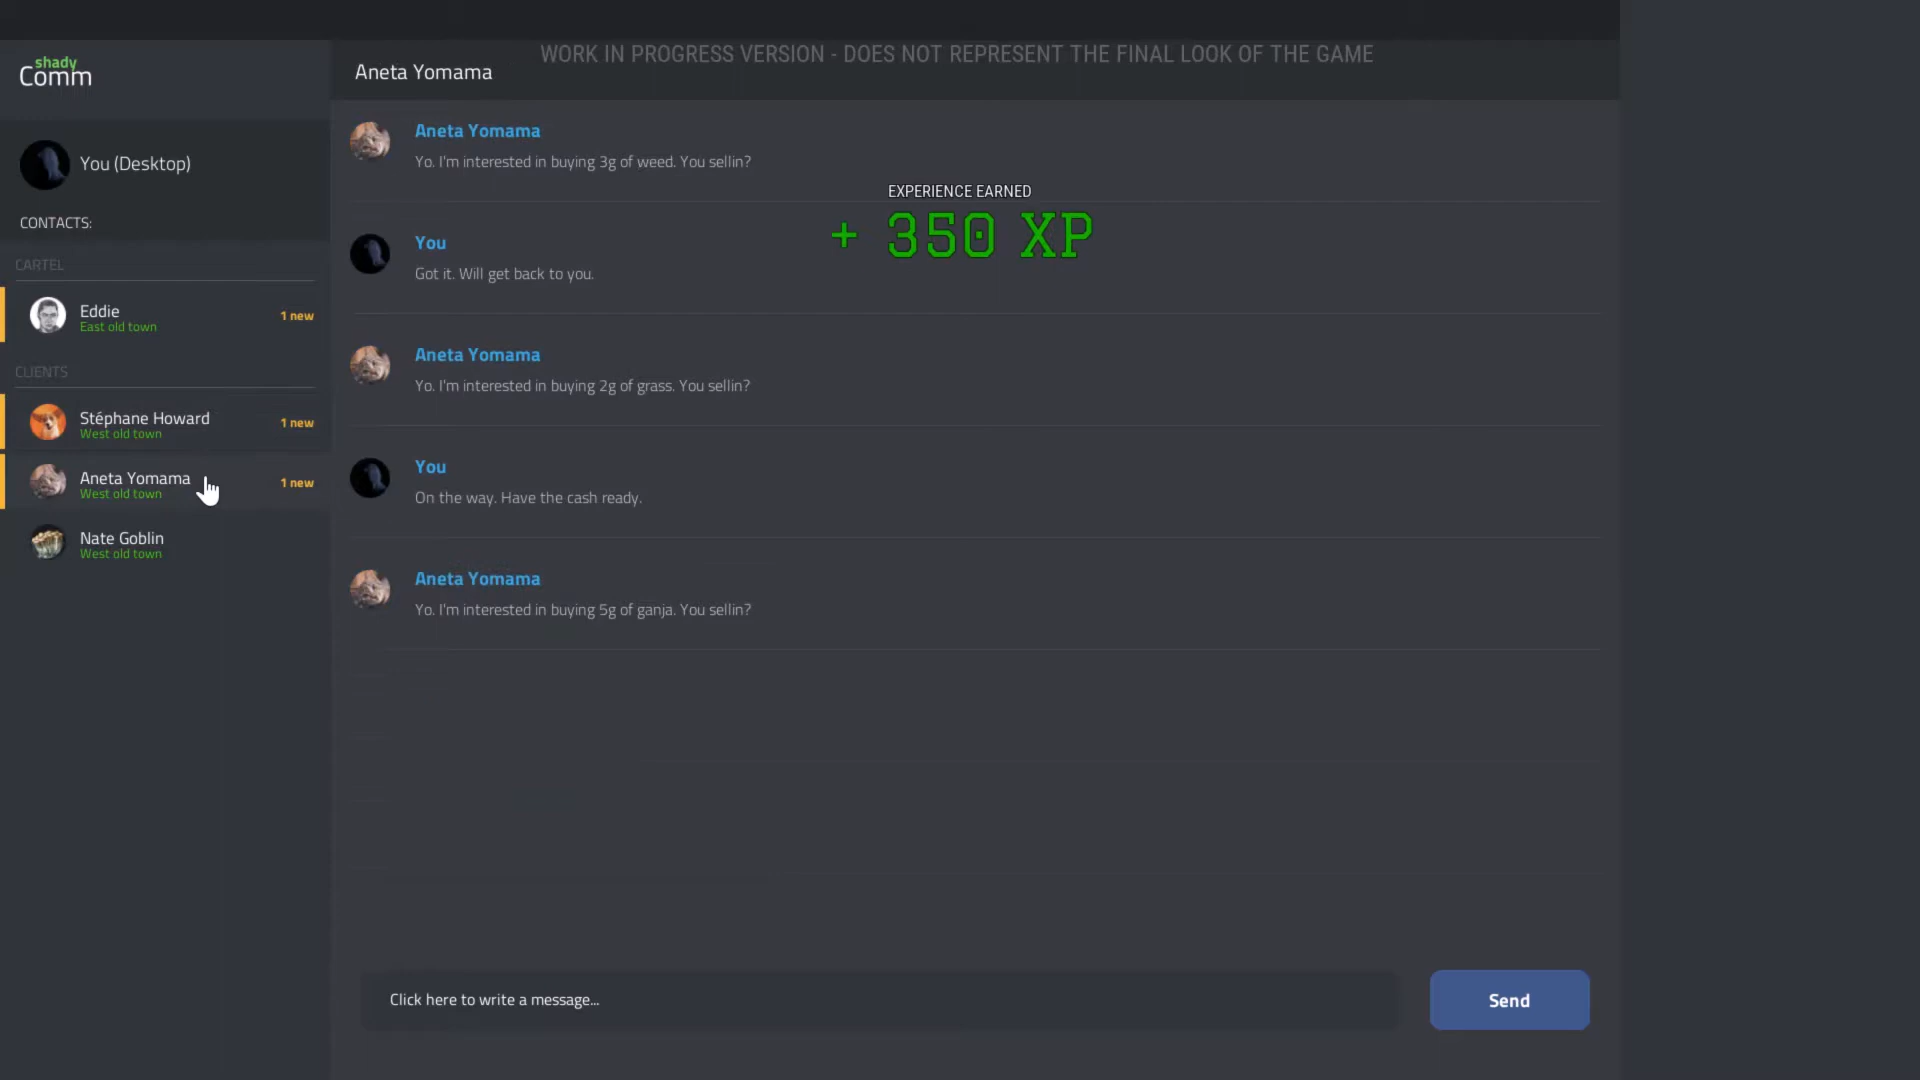 WORK IN PROGRESS VERSION - DOES NOT REPRESENT THE FINAL LOOK OF THE GAME
shady
Comm
You (Desktop)
CONTACTS:
CARTEL
Eddie
East old town
1 new
CLIENTS
Stéphane Howard
West old town
1 new
Aneta Yomama
West old town
1 new
Nate Goblin
West old town
Aneta Yomama
Aneta Yomama
Yo. I'm interested in buying 3g of weed. You sellin?
EXPERIENCE EARNED
+ 350 XP
You
Got it. Will get back to you.
Aneta Yomama
Yo. I'm interested in buying 2g of grass. You sellin?
You
On the way. Have the cash ready.
Aneta Yomama
Yo. I'm interested in buying 5g of ganja. You sellin?
Click here to write a message...
Send